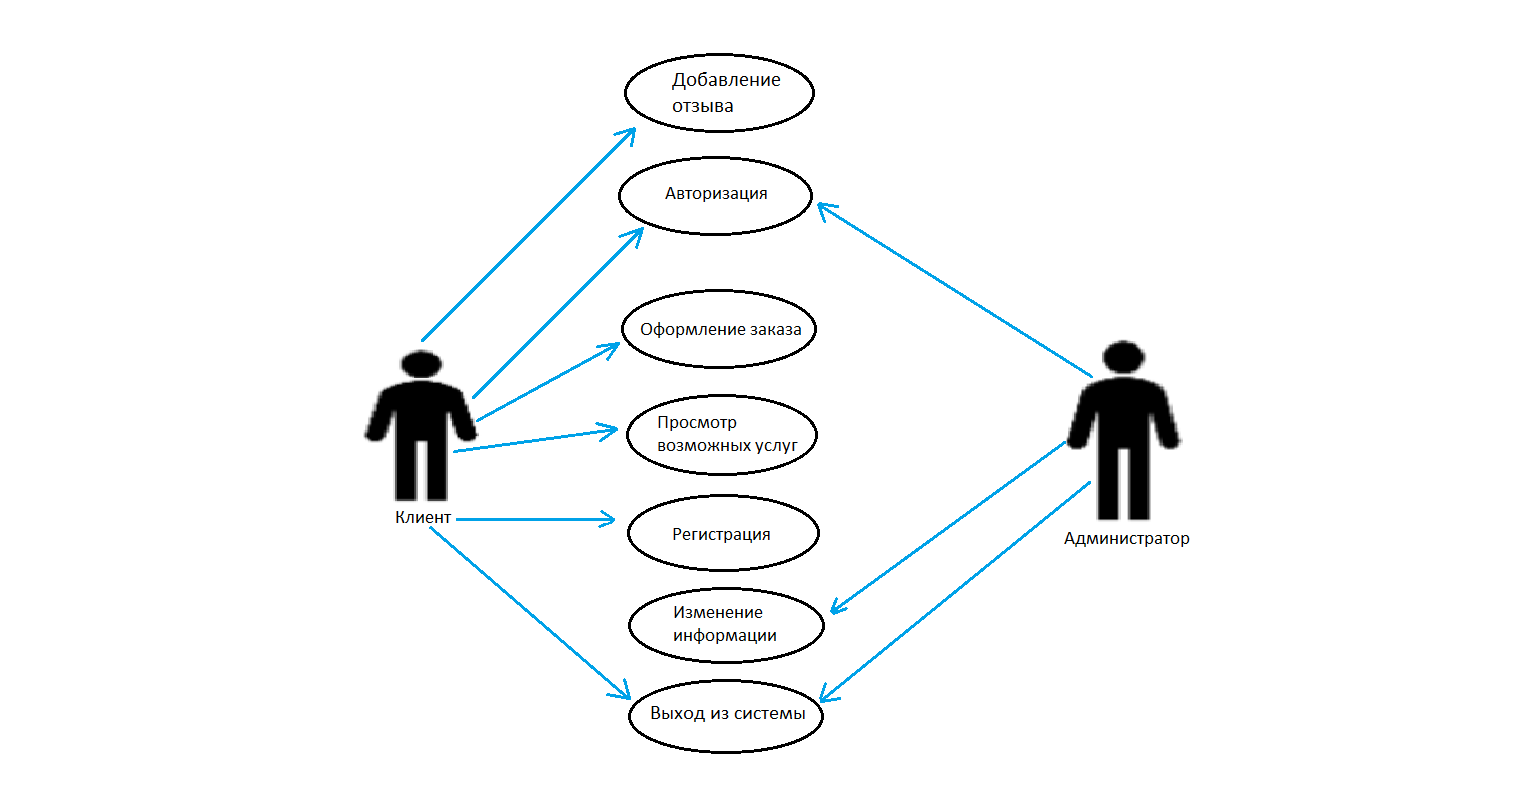 Добавление
отзыва
Авторизация
Оформление заказа
Просмотр
возможных услуг
Клиент
Регистрация
Администратор
Изменение
информации
Выход из системы